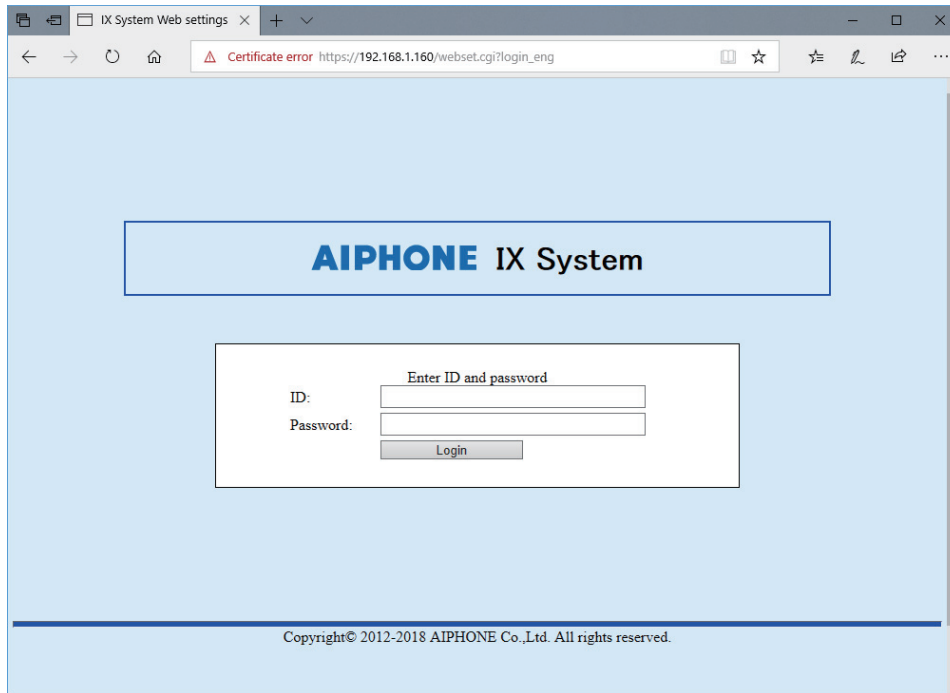 IX System Web settings
Certificate error https://192.168.1.160/webset.cgi?login_eng
AIPHONE IX System
Enter ID and password
ID:
Password:
Login
Copyright© 2012-2018 AIPHONE Co.,Ltd. All rights reserved.